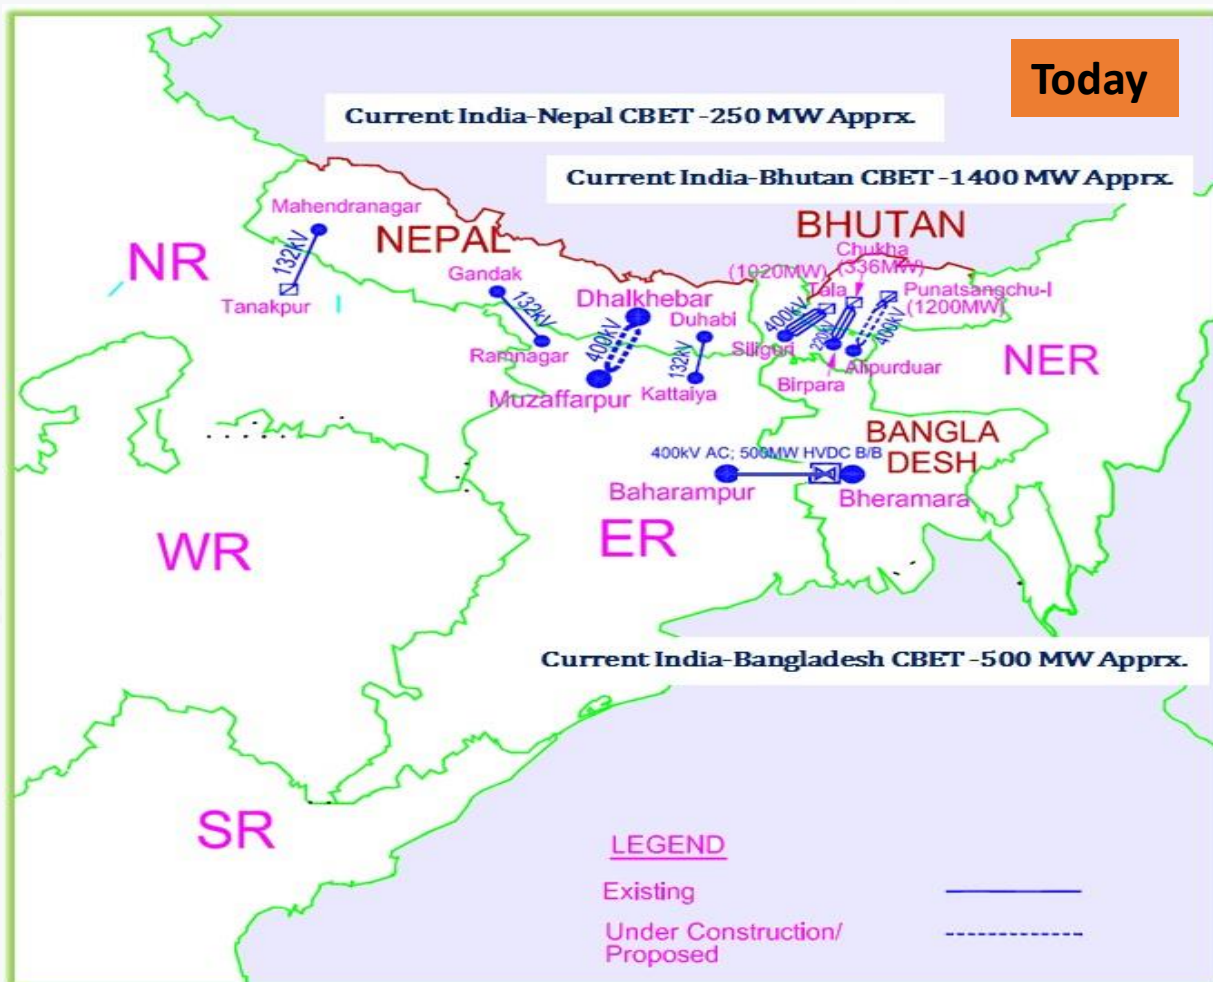 Today
Current India-Nepal CBET -250 MW Apprx.
Current India-Bhutan CBET -1400 MW Apprx.
Mahendranagar
NEPAL
BHUTAN
NR
132kV
Tanakpur
Gandak
132kV
Ramnagar
Dhalkhebar
400kV
Muzaffarpur
Duhabi
132kV
Kattaiya
Chukha
(336MW)
(1020MW)
Tala
Punatsangchu-I
(1200MW)
400kV
220kV
400kV
Siliguri
Birpara
Alipurduar
NER
BANGLA
DESH
400kV AC; 500MW HVDC B/B
Baharampur
Bheramara
WR
ER
Current India-Bangladesh CBET -500 MW Apprx.
SR
LEGEND
Existing
Under Construction/
Proposed